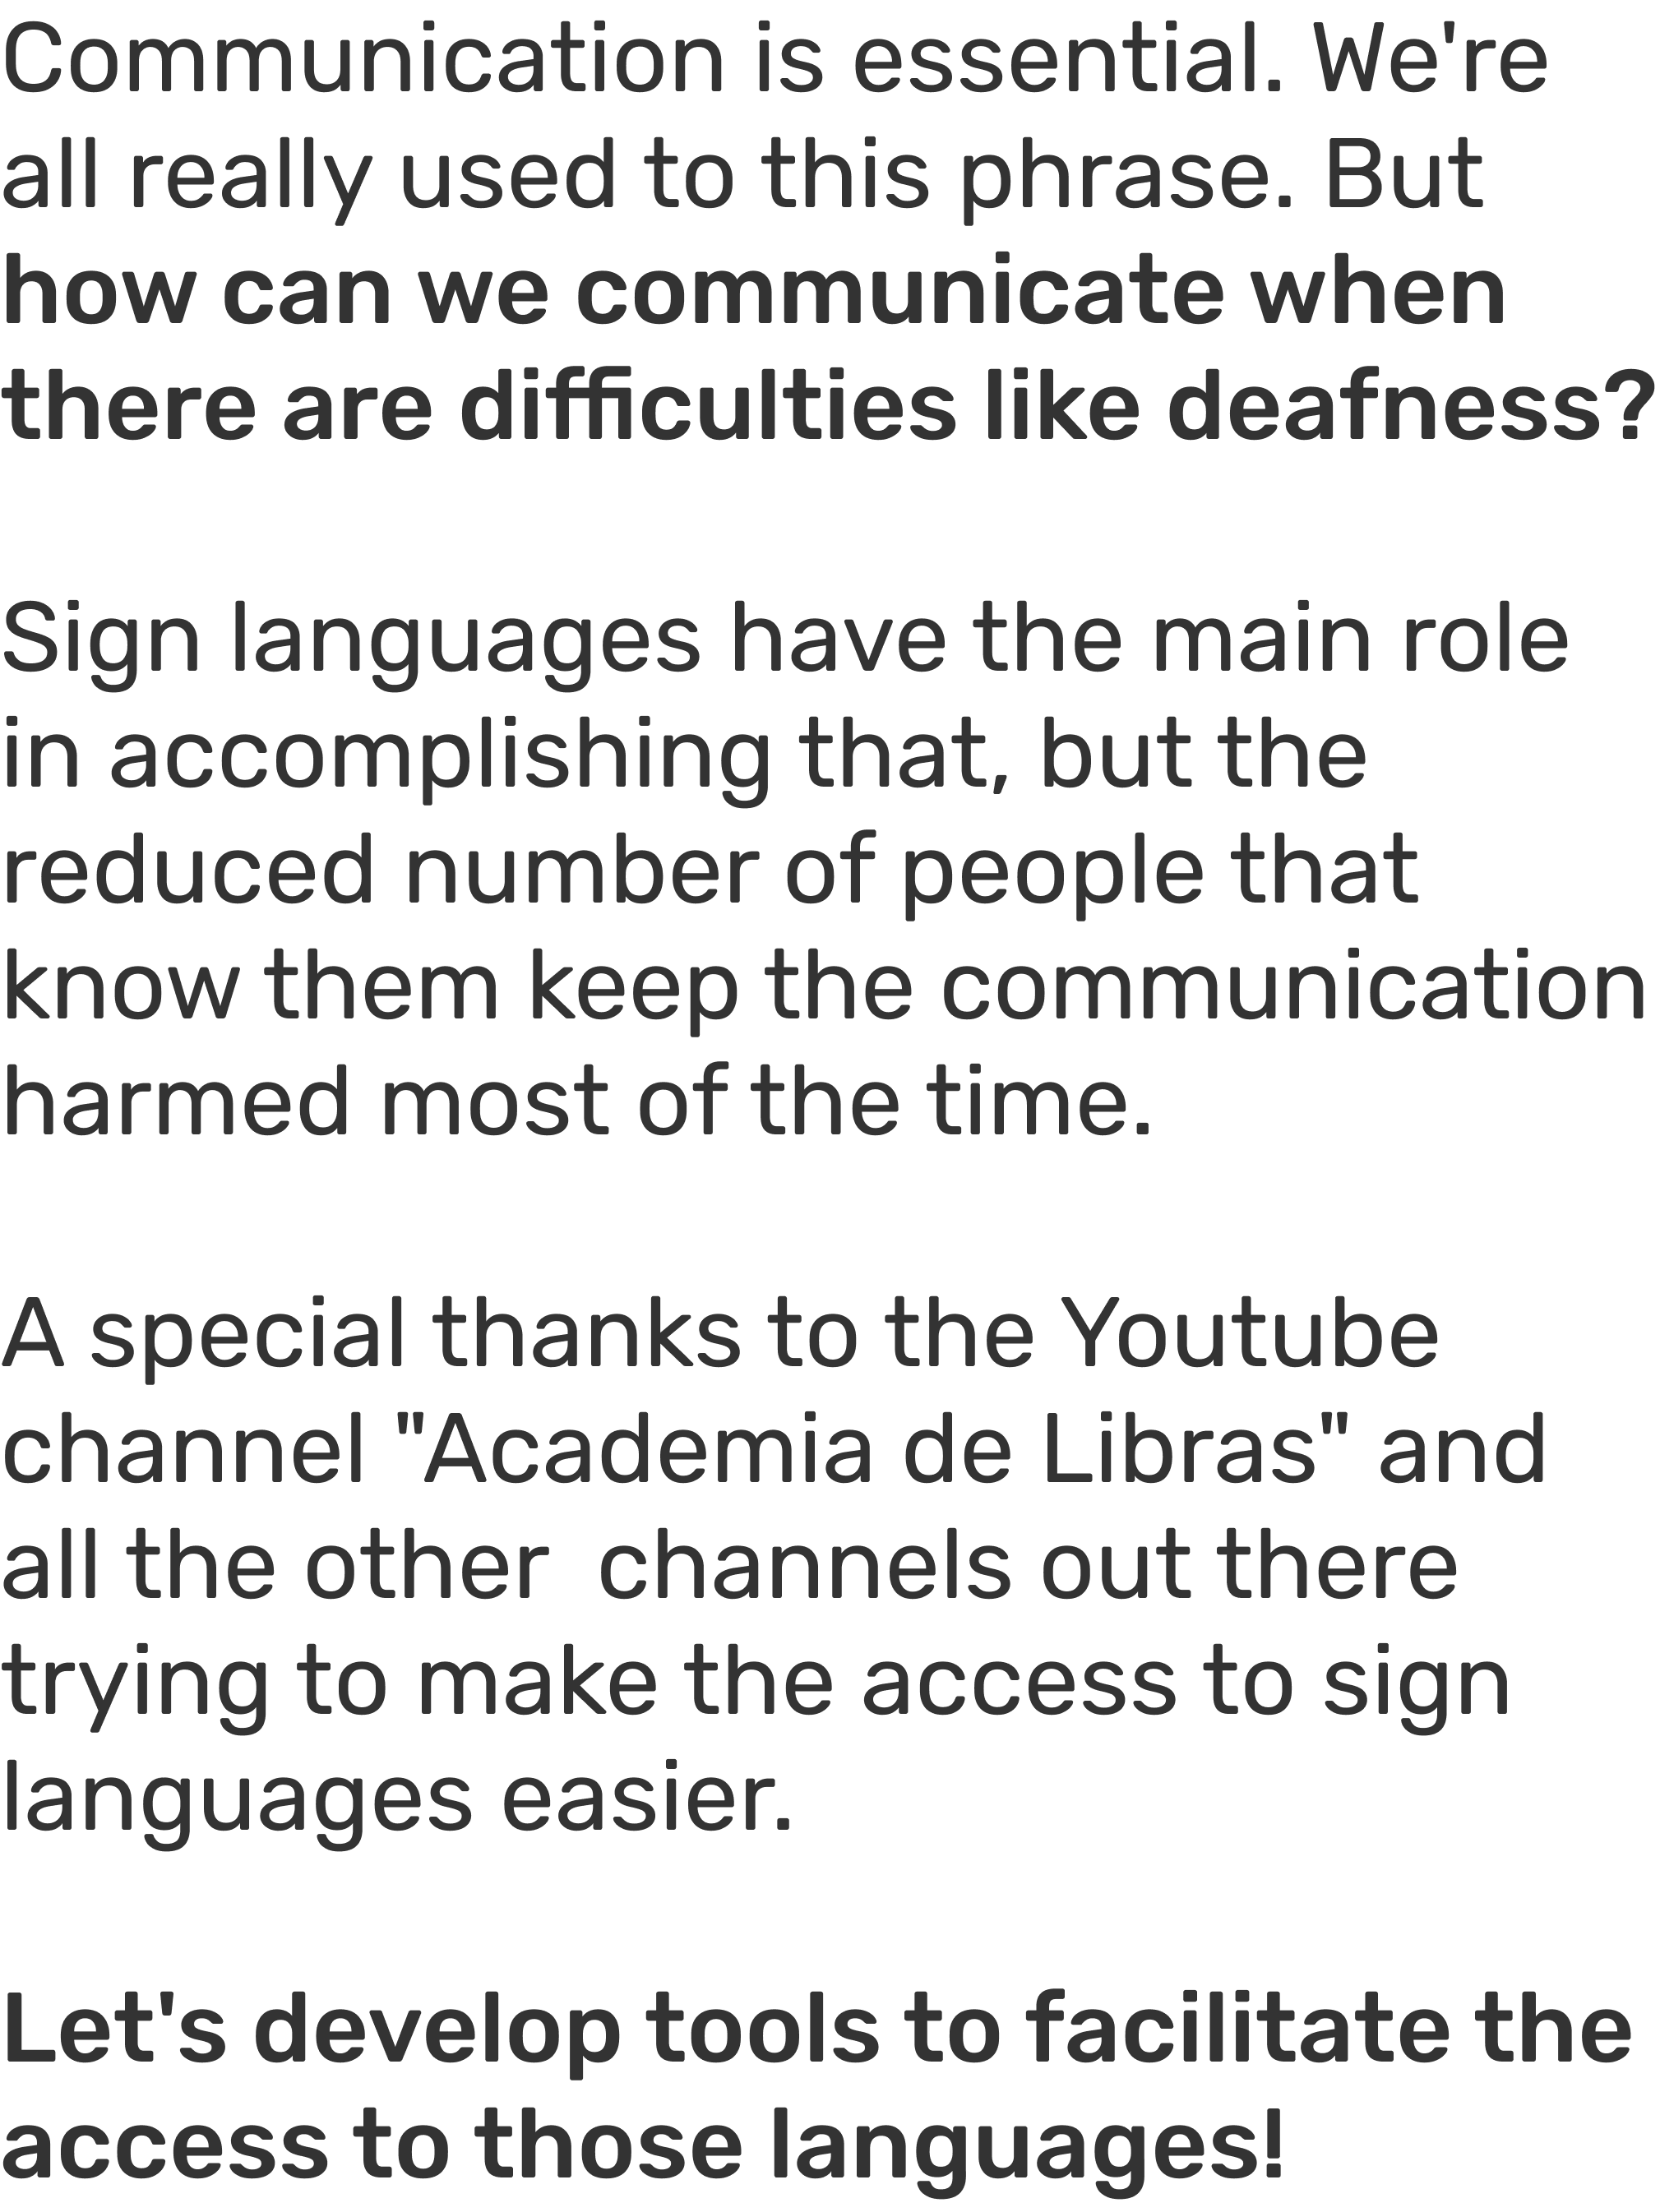 Communication is essential. We're
all really used to this phrase. But
how can we communicate when
there are difficulties like deafness?
Sign languages have the main role
in accomplishing that, but the
reduced number of people that
know them keep the communication
harmed most of the time.
A special thanks to the Youtube
channel "Academia de Libras" and
all the other  channels out there
trying to make the access to sign
languages easier.
Let's develop tools to facilitate the
access to those languages!